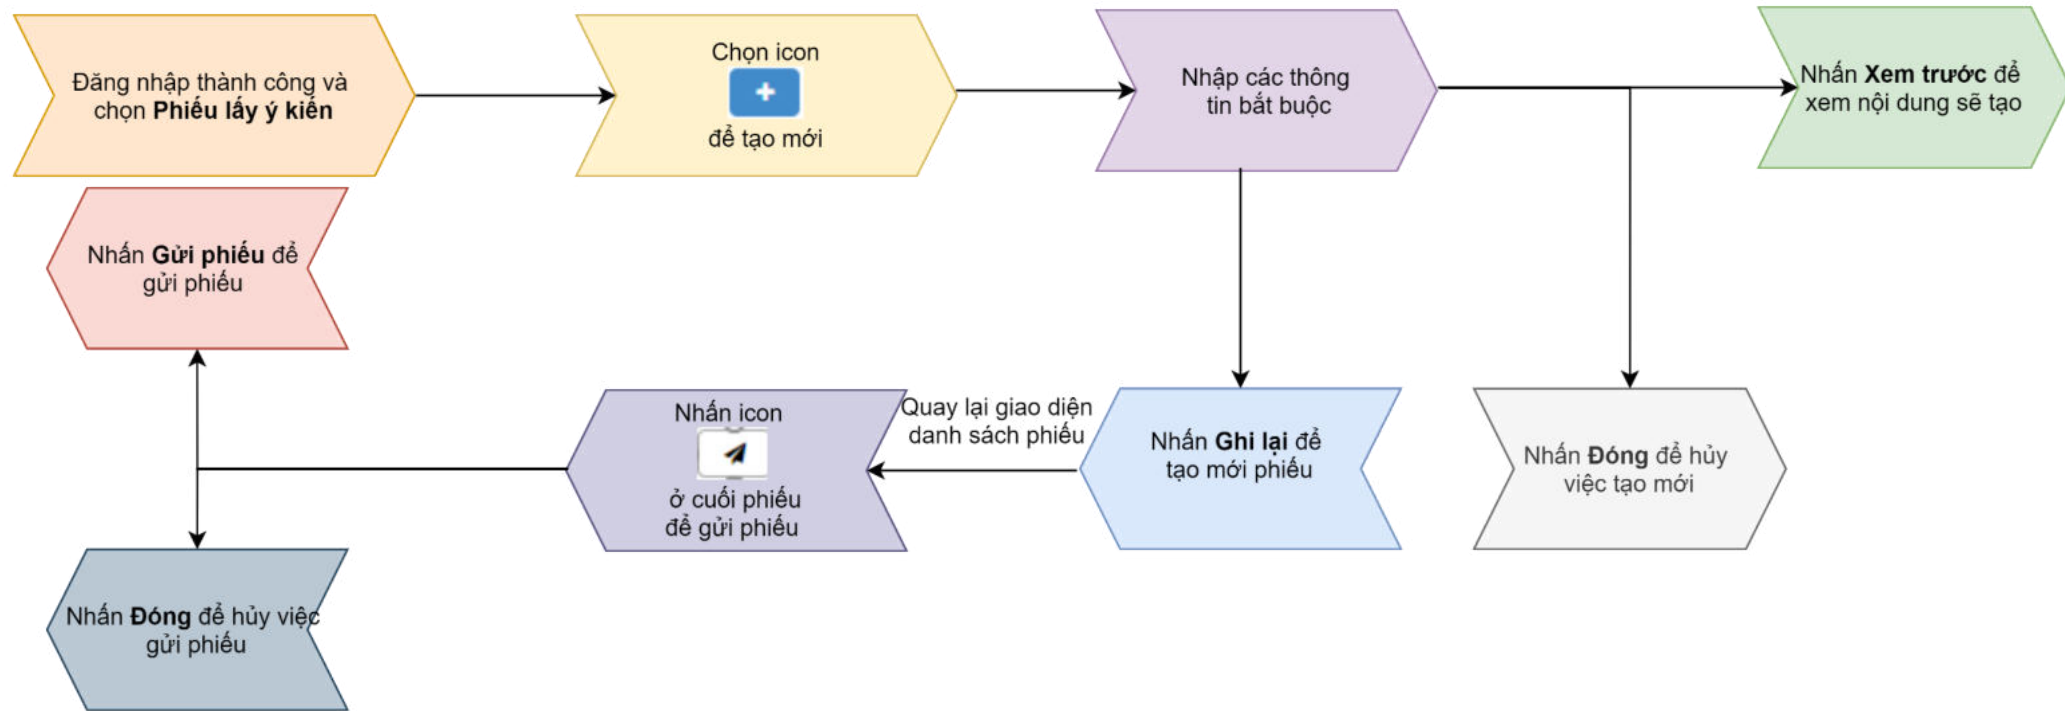 Đăng nhập thành công và
chọn Phiếu lấy ý kiến
Chọn icon
để tạo mới
Nhập các thông
tin bắt buộc
Nhấn Xem trước để
xem nội dung sẽ tạo
Nhấn Gửi phiếu để
gửi phiếu
Nhấn icon
ở cuối phiếu
để gửi phiếu
Quay lại giao diện
danh sách phiếu
Nhấn Ghi lại để
tạo mới phiếu
Nhấn Đóng để hủy
việc tạo mới
Nhấn Đóng để hủy việc
gửi phiếu